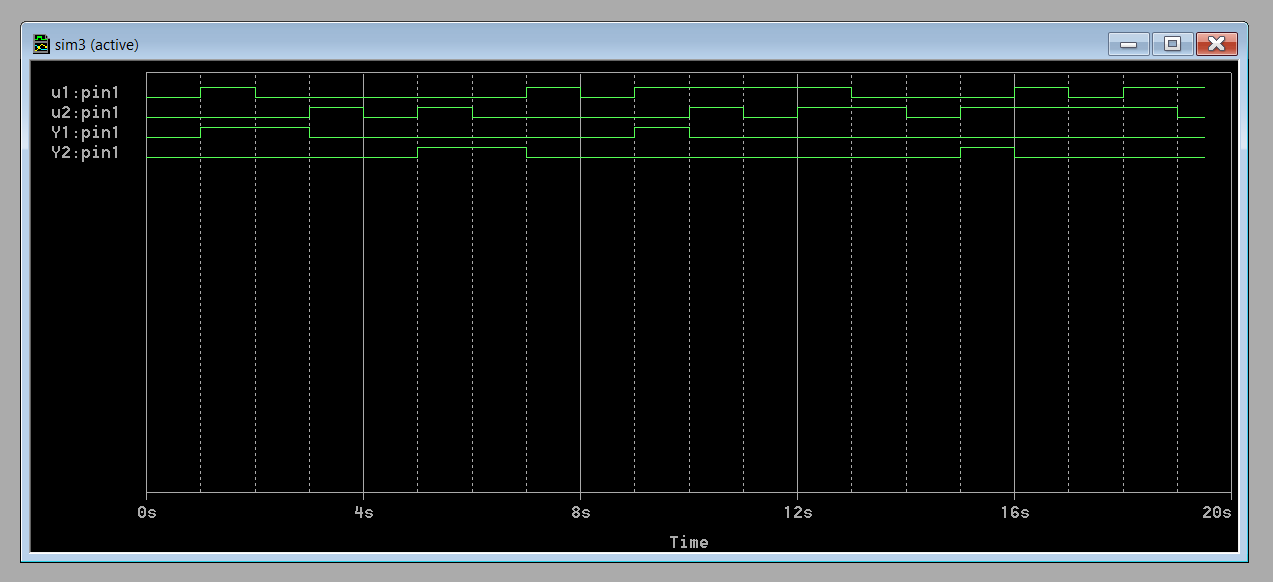 sim3 (active)
u1:pin1
u2:pin1
Y1:pin1
Y2:pin1
0s 4s 8s 12s 16s 20s
Time